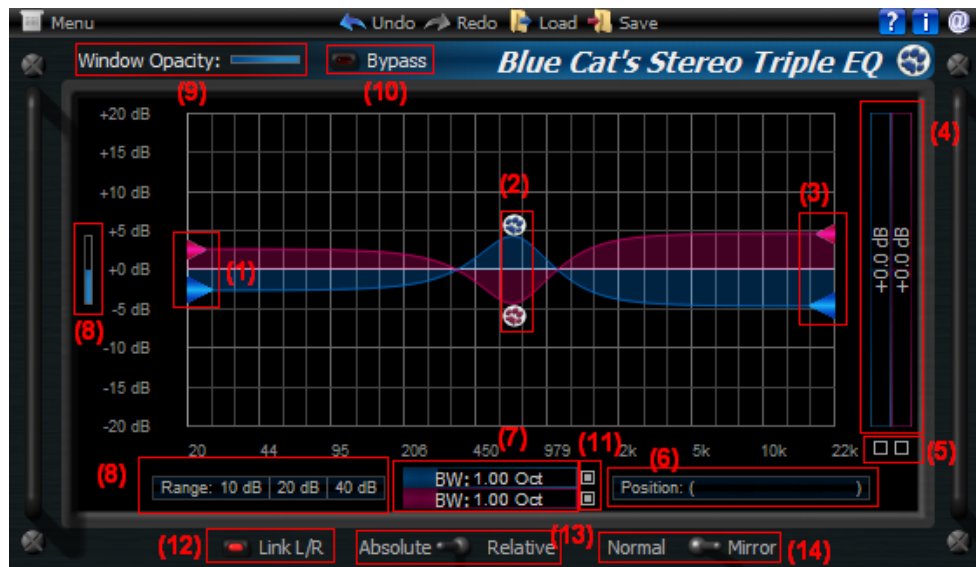 Menu Undo Redo Load Save ? i @
Window Opacity: Bypass Blue Cat's Stereo Triple EQ
(9) (10)
+20 dB
(4)
+15 dB
+10 dB
(2)
(3)
+5 dB
+0.0 dB
+0.0 dB
+0 dB
(1)
-5 dB
(8)
-10 dB
-15 dB
-20 dB
20 44 95 206 450 979 2k 5k 10k 22k
(7) (11) (6) (5)
(8)
Range: 10 dB 20 dB 40 dB BW: 1.00 Oct Position: ( )
BW: 1.00 Oct
(12) Link L/R Absolute Relative (13) Normal Mirror (14)